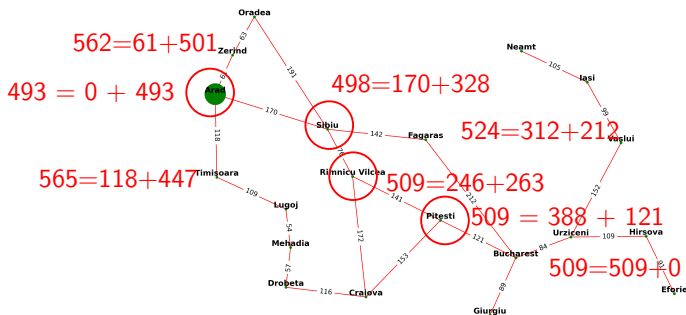 Oradea
63
562=61+501
Zerind
Neamt
105
Iasi
191
498=170+328
493 = 0 + 493
Arad
170
99
118
Sibiu
142
Fagaras
524=312+212
Vaslui
565=118+447
Timisoara
Rimnicu Vilcea
509=246+263
109
141
212
152
Lugoj
Pitesti
509 = 388 + 121
54
172
121
Urziceni
109
Hirsova
Mehadia
84
Bucharest
57
153
509=509+0
Drobeta
116
Craiova
89
Eforie
Giurgiu